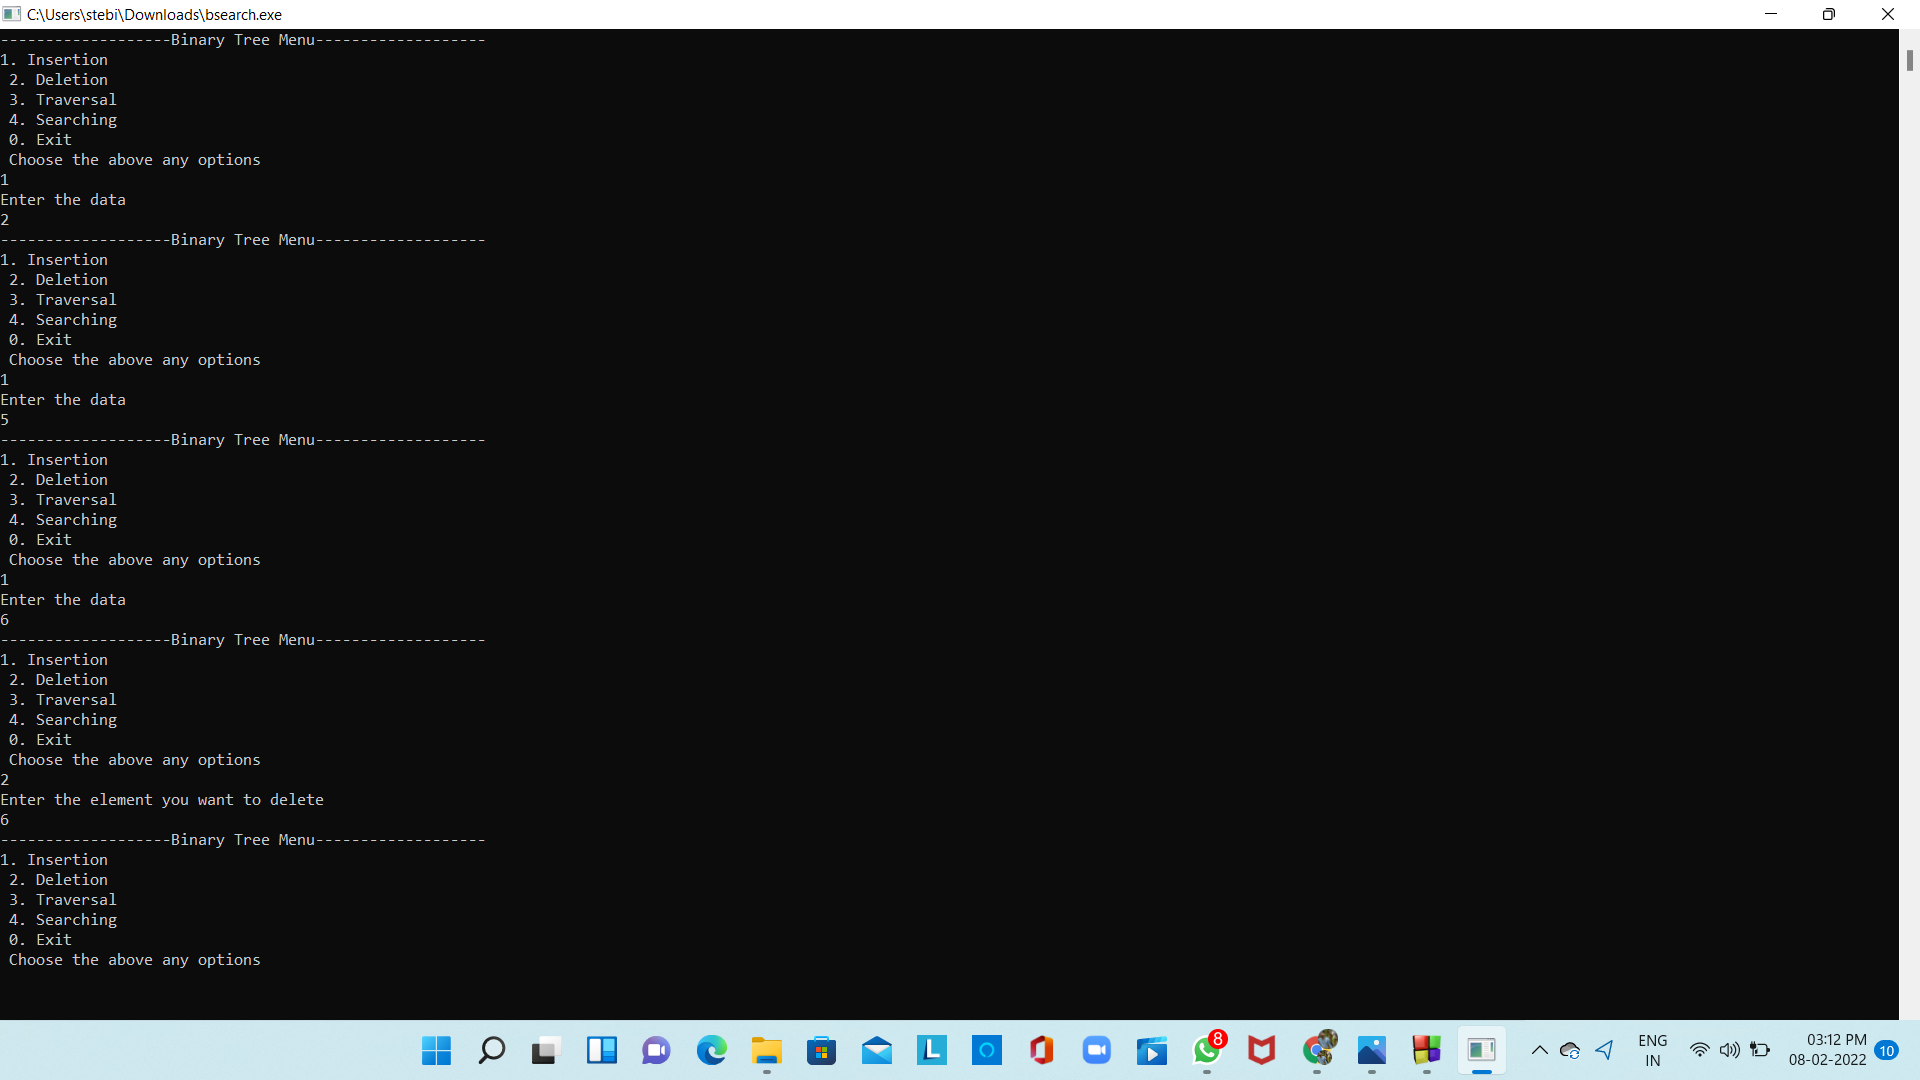 C:\Users\stebi\Downloads\bsearch.exe
-------------------Binary Tree Menu-------------------
1. Insertion
 2. Deletion
 3. Traversal
 4. Searching
 0. Exit
 Choose the above any options
1
Enter the data
2
-------------------Binary Tree Menu-------------------
1. Insertion
 2. Deletion
 3. Traversal
 4. Searching
 0. Exit
 Choose the above any options
1
Enter the data
5
-------------------Binary Tree Menu-------------------
1. Insertion
 2. Deletion
 3. Traversal
 4. Searching
 0. Exit
 Choose the above any options
1
Enter the data
6
-------------------Binary Tree Menu-------------------
1. Insertion
 2. Deletion
 3. Traversal
 4. Searching
 0. Exit
 Choose the above any options
2
Enter the element you want to delete
6
-------------------Binary Tree Menu-------------------
1. Insertion
 2. Deletion
 3. Traversal
 4. Searching
 0. Exit
 Choose the above any options
L
8
ENG
IN
03:12 PM
08-02-2022
10